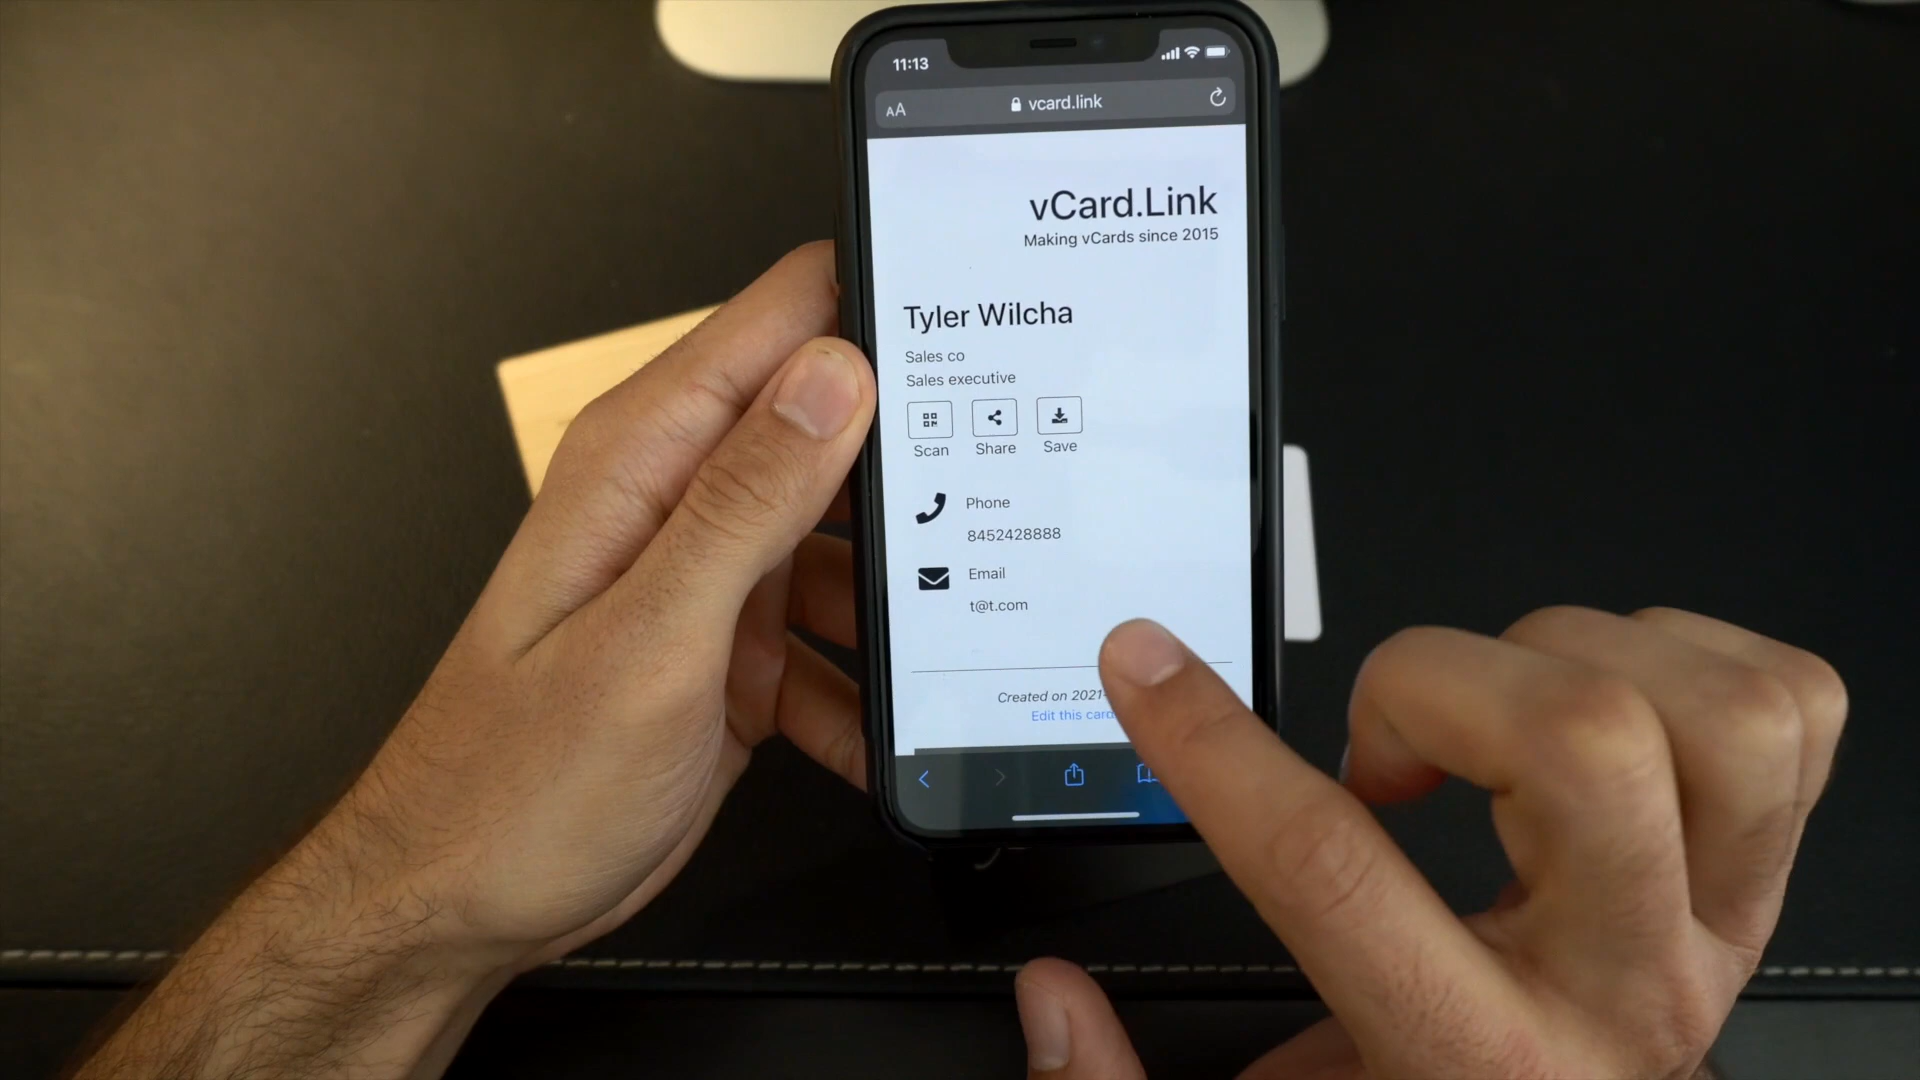 11:13
AA vcard.link
vCard.Link
Making vCards since 2015
Tyler Wilcha
Sales co
Sales executive
Scan Share Save
Phone
8452428888
Email
t@t.com
Created on 2021-
Edit this card